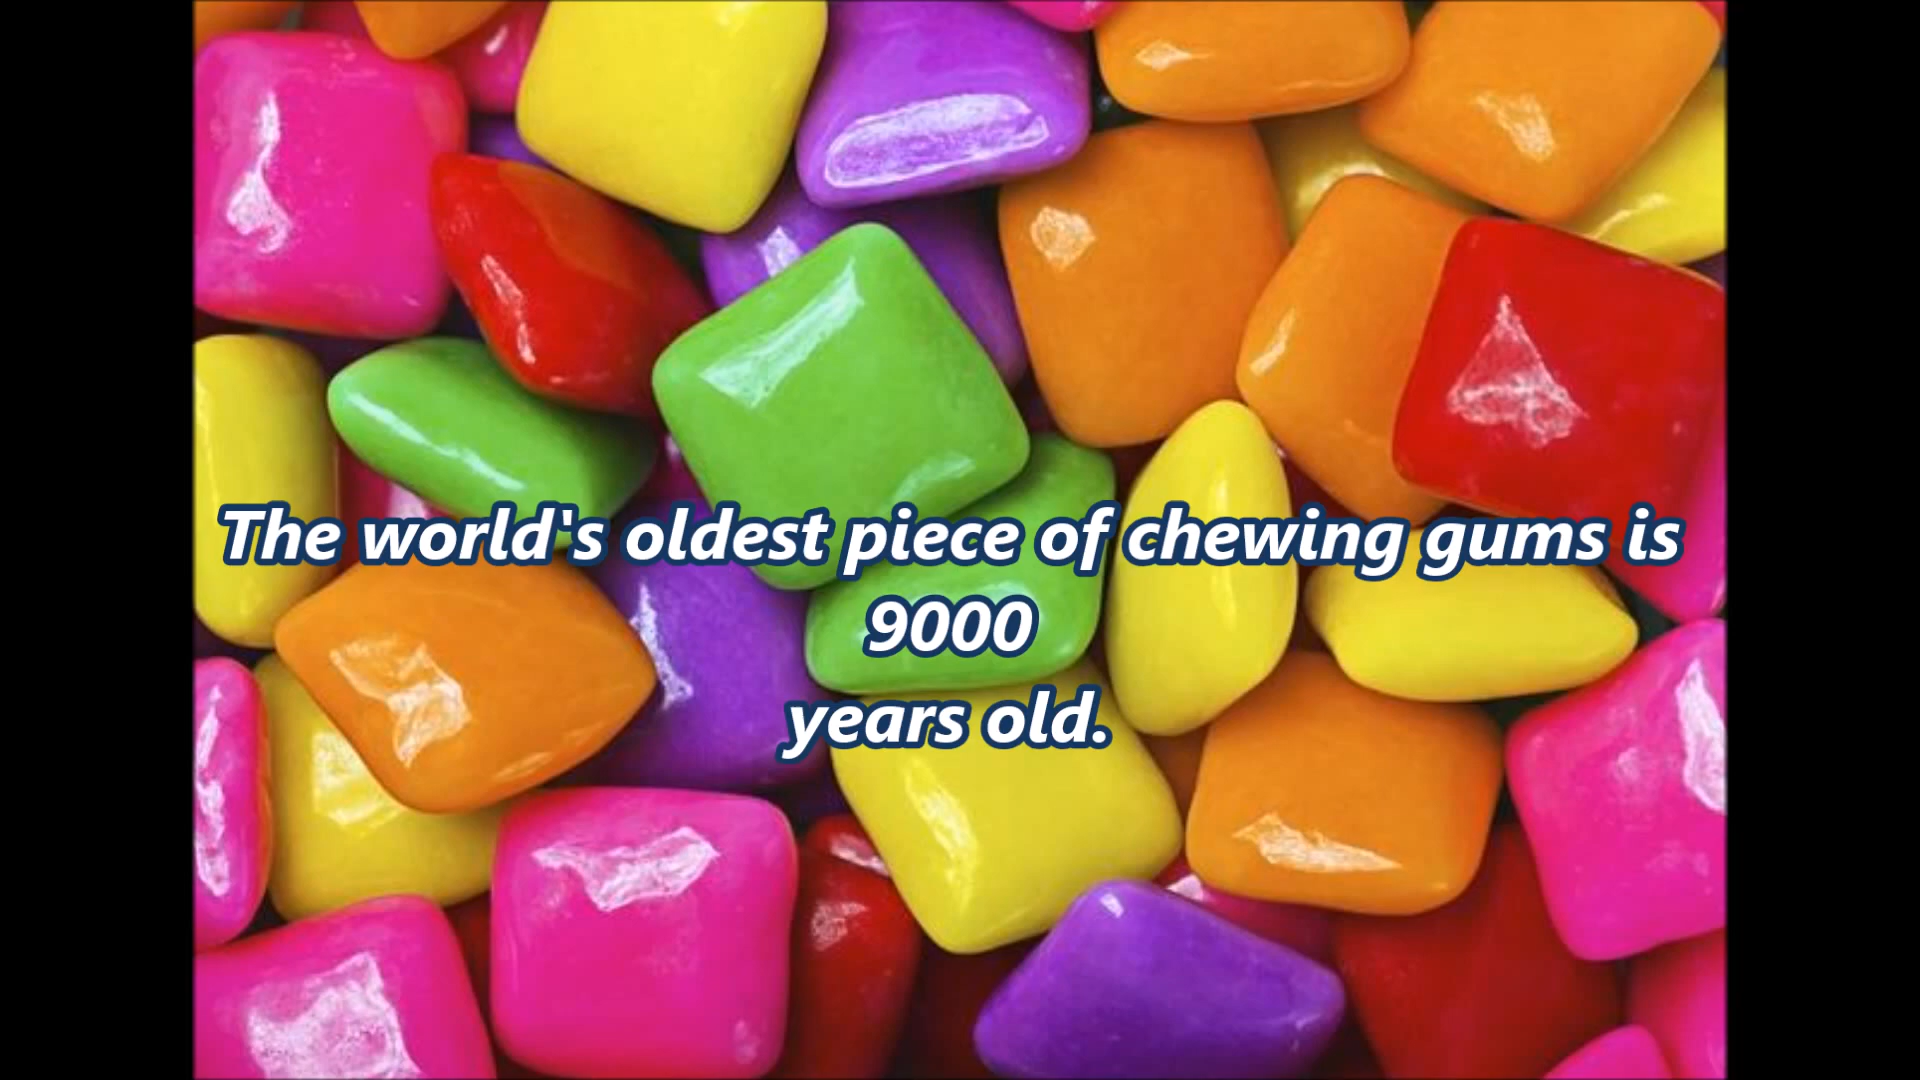 The world's oldest piece of chewing gums is
9000
years old.